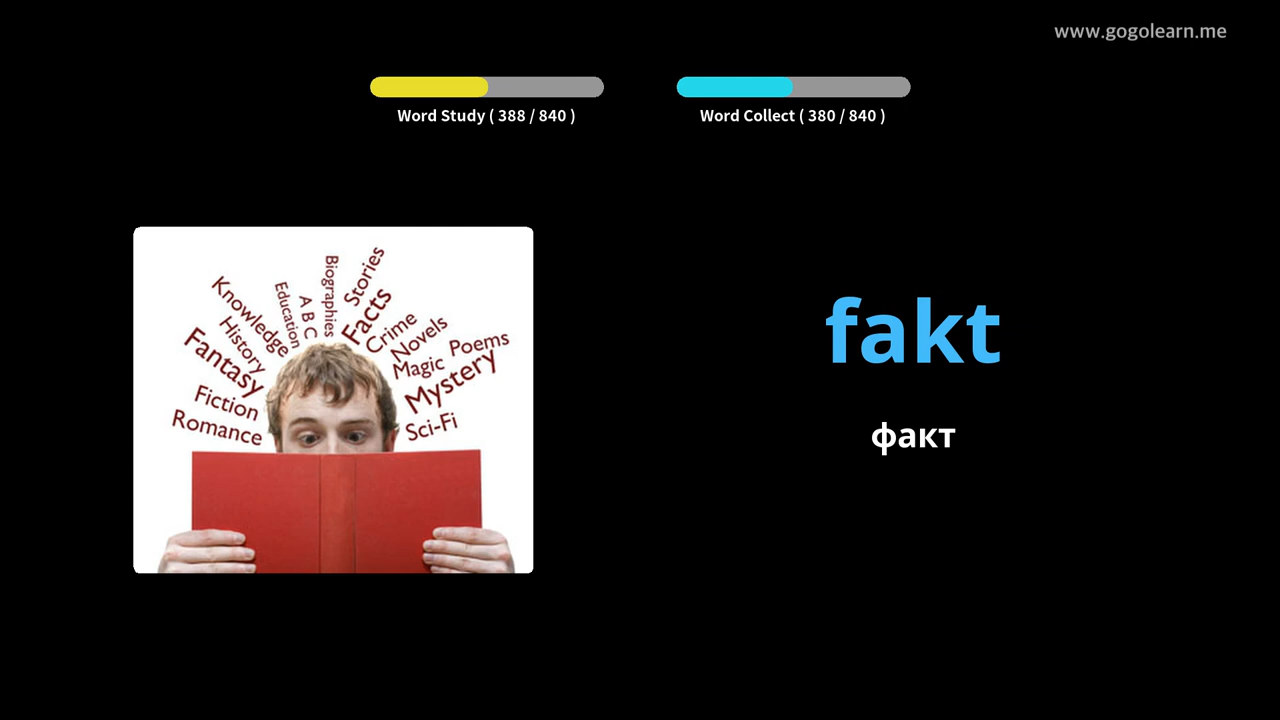 www.gogolearn.me
Word Study ( 388 / 840 )
Word Collect ( 380 / 840 )
Stories
Biographies
Facts
A B C
Education
Knowledge
History
Crime
Novels
Poems
Magic
Fantasy
Mystery
Fiction
Romance
Sci-Fi
fakt
факт